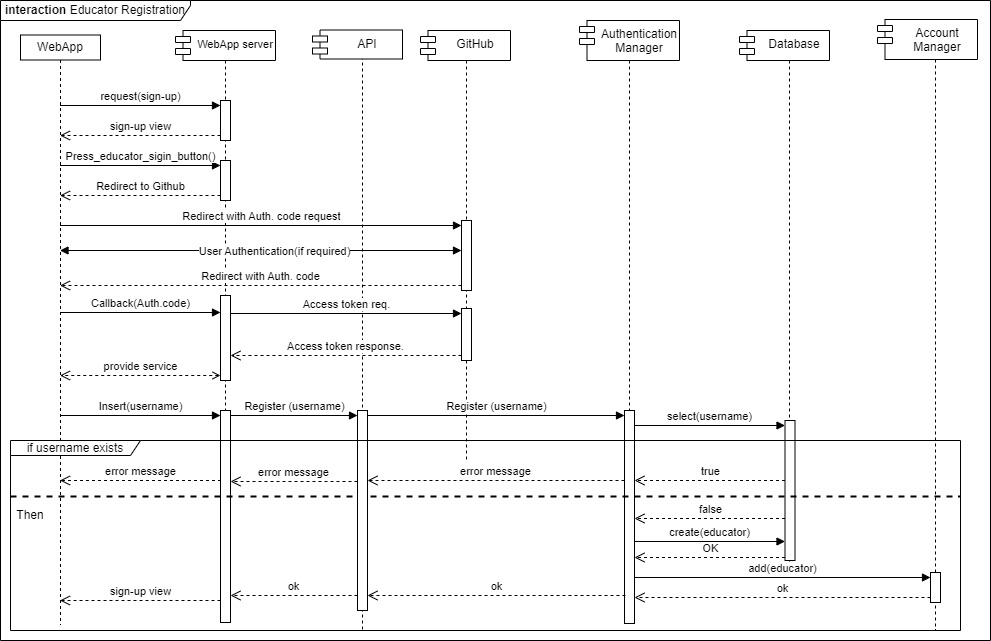 interaction Educator Registration
WebApp
WebApp server
API
GitHub
Authentication
Manager
Database
Account
Manager
request(sign-up)
sign-up view
Press_educator_sigin_button()
Redirect to Github
Redirect with Auth. code request
User Authentication(if required)
Redirect with Auth. code
Callback(Auth.code)
Access token req.
Access token response.
provide service
Insert(username)
Register (username)
Register (username)
select(username)
if username exists
error message
error message
error message
true
Then
false
create(educator)
OK
add(educator)
sign-up view
ok
ok
ok